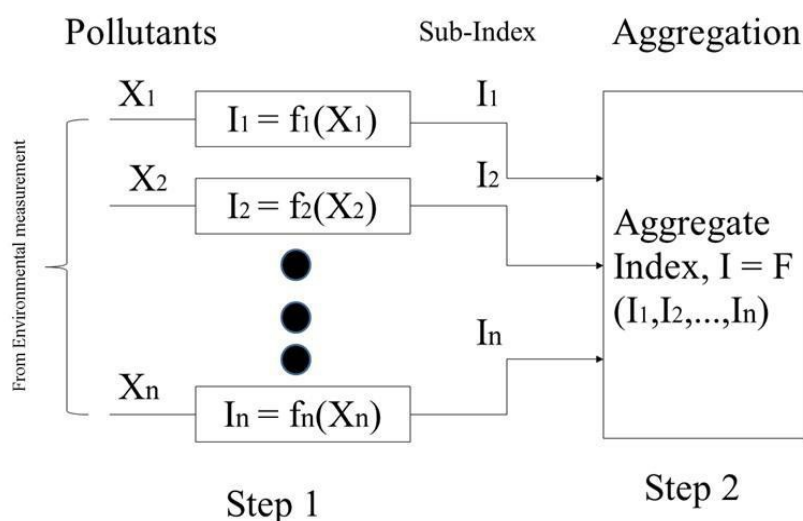 Pollutants
Sub-Index
Aggregation
From Environmental measurement
X1
I1 = f1(X1)
I1
X2
I2 = f2(X2)
I2
Xn
In = fn(Xn)
In
Aggregate
Index, I = F
(I1,I2,...,In)
Step 1
Step 2